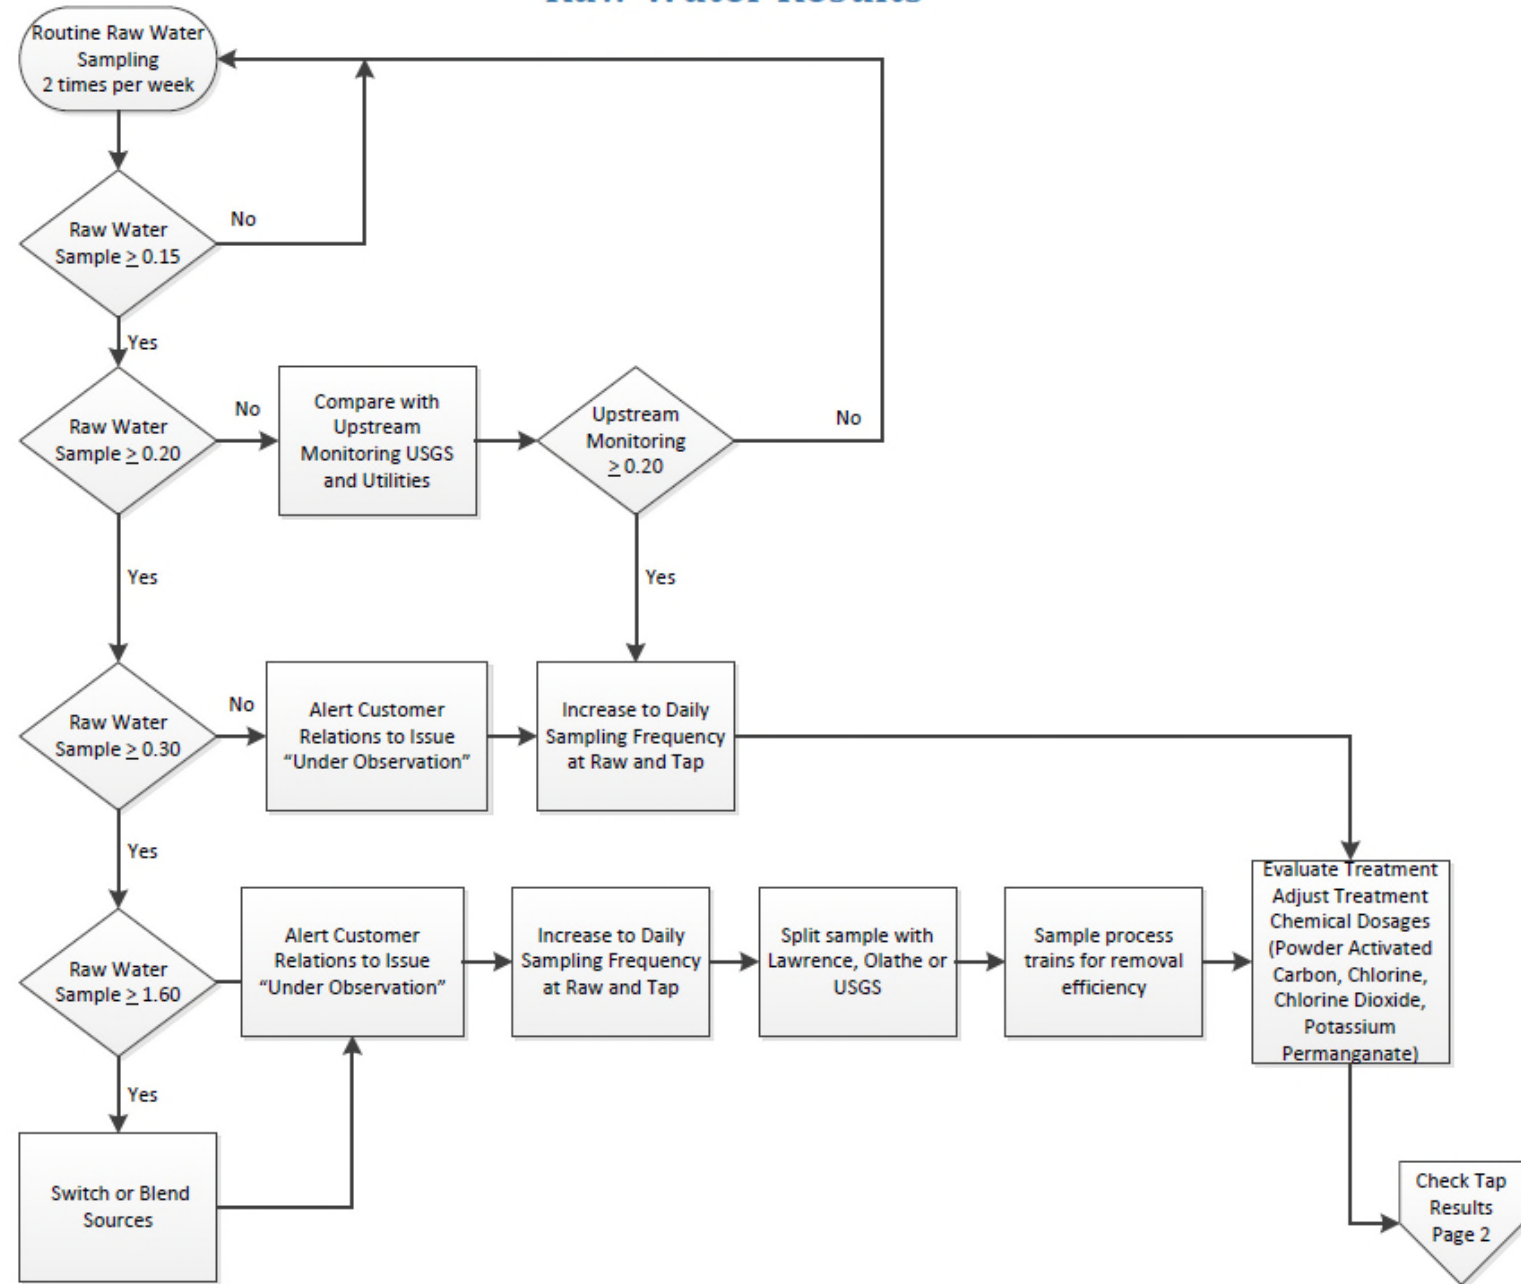 Raw Water Results
Routine Raw Water
Sampling
2 times per week
Raw Water
Sample ≥ 0.15
No
Yes
Raw Water
Sample ≥ 0.20
No
Compare with
Upstream
Monitoring USGS
and Utilities
Upstream
Monitoring
≥ 0.20
No
Yes
Yes
Raw Water
Sample ≥ 0.30
No
Alert Customer
Relations to Issue
“Under Observation”
Increase to Daily
Sampling Frequency
at Raw and Tap
Yes
Raw Water
Sample ≥ 1.60
Alert Customer
Relations to Issue
“Under Observation”
Increase to Daily
Sampling Frequency
at Raw and Tap
Split sample with
Lawrence, Olathe or
USGS
Sample process
trains for removal
efficiency
Evaluate Treatment
Adjust Treatment
Chemical Dosages
(Powder Activated
Carbon, Chlorine,
Chlorine Dioxide,
Potassium
Permanganate)
Yes
Switch or Blend
Sources
Check Tap
Results
Page 2